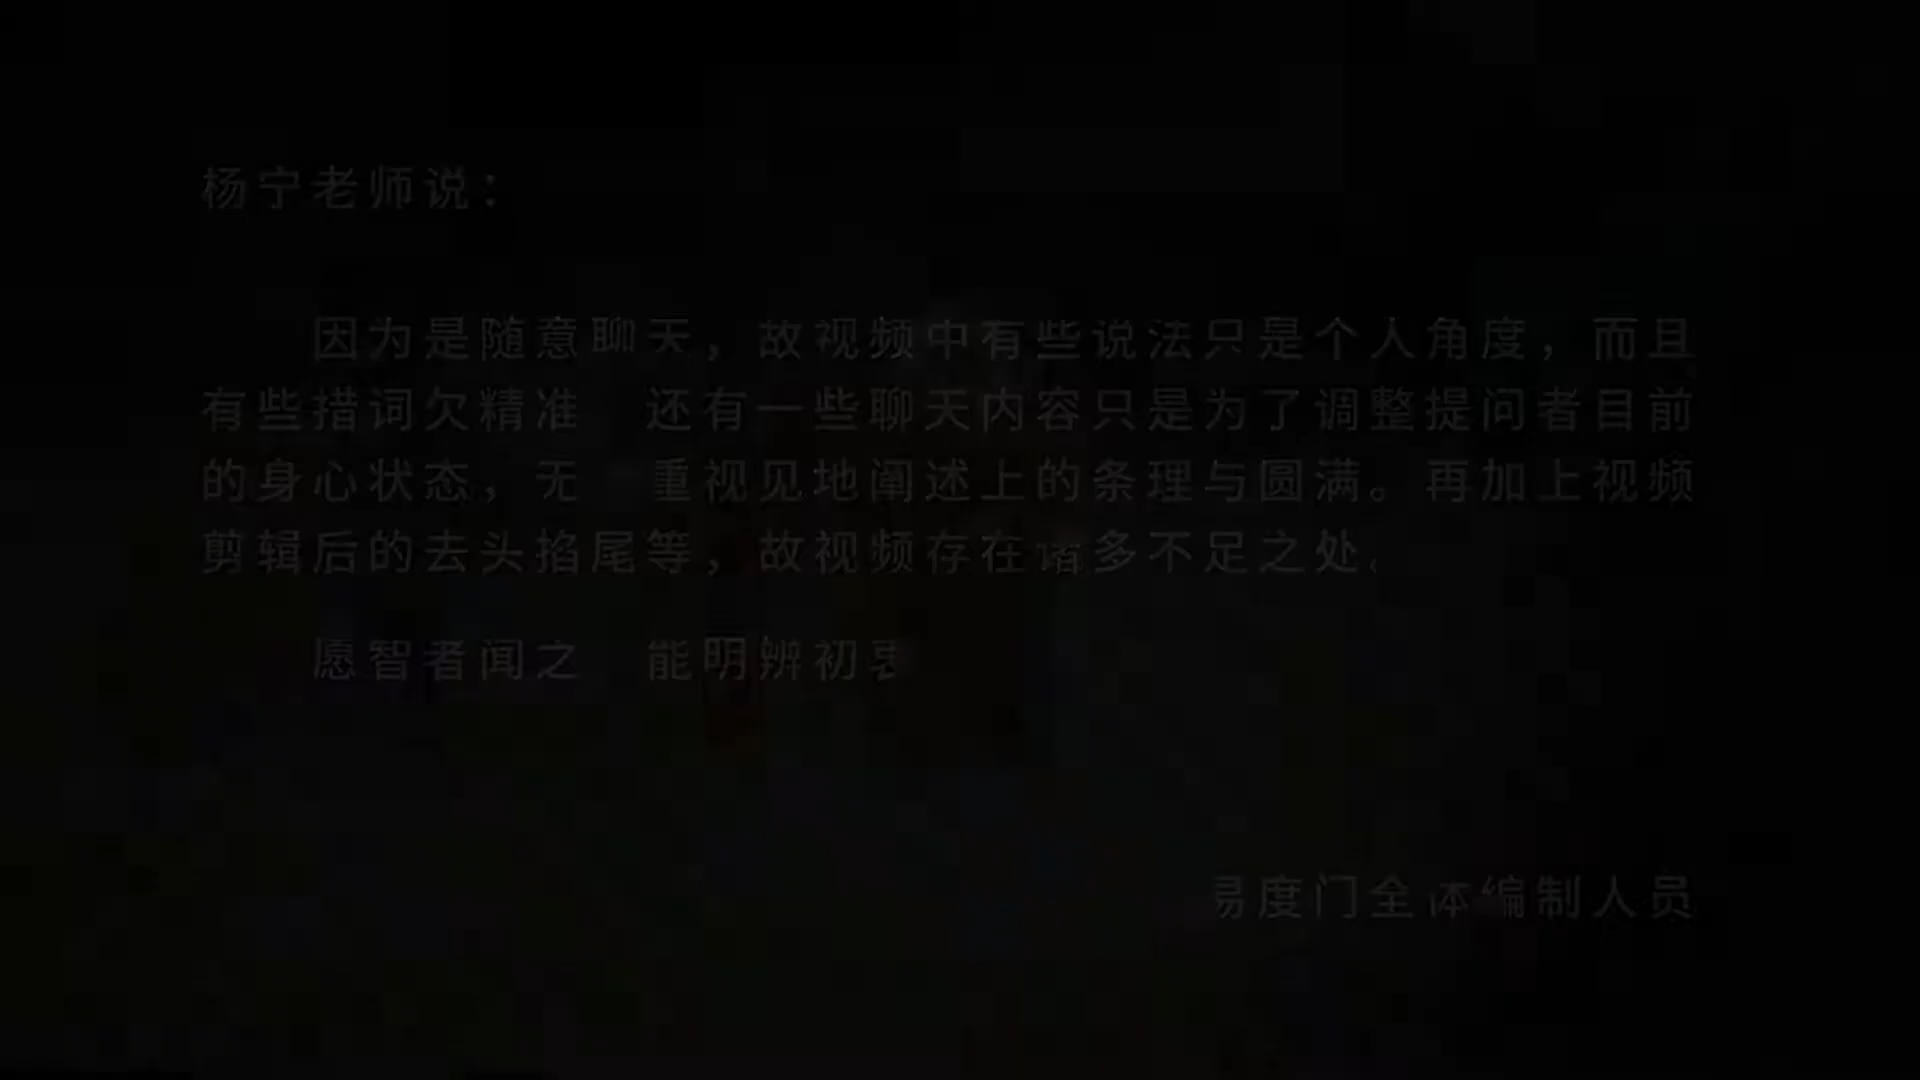 杨宁老师说：
因为是随意聊天，故视频中有些说法只是个人角度，而且
有些措词欠精准 还有一些聊天内容只是为了调整提问者目前
的身心状态，无 重视见地阐述上的条理与圆满。再加上视频
剪辑后的去头掐尾等，故视频存在诸多不足之处。
愿智者闻之 能明辨初衷
易度门全体编制人员